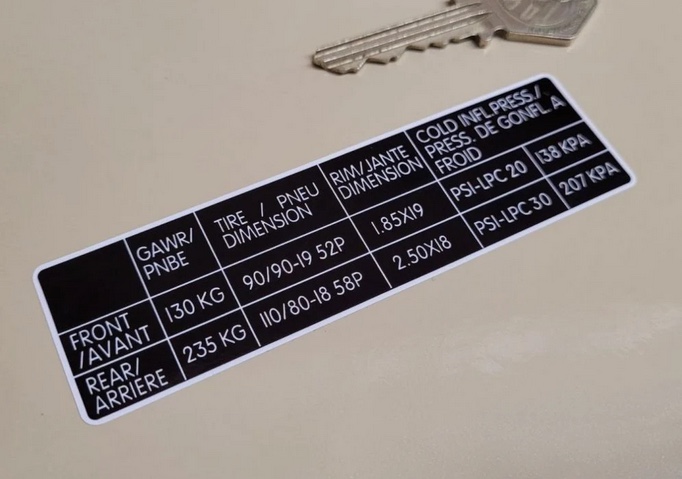 GAWR/
PNBE
TIRE / PNEU
DIMENSION
RIM/JANTE
DIMENSION
COLD INFL.PRESS./
PRESS. DE GONFL. A
FROID
FRONT
/AVANT
130 KG
90/90-19 52P
1.85X19
PSI-LPC 20
138 KPA
REAR/
ARRIERE
235 KG
110/80-18 58P
2.50X18
PSI-LPC 30
207 KPA